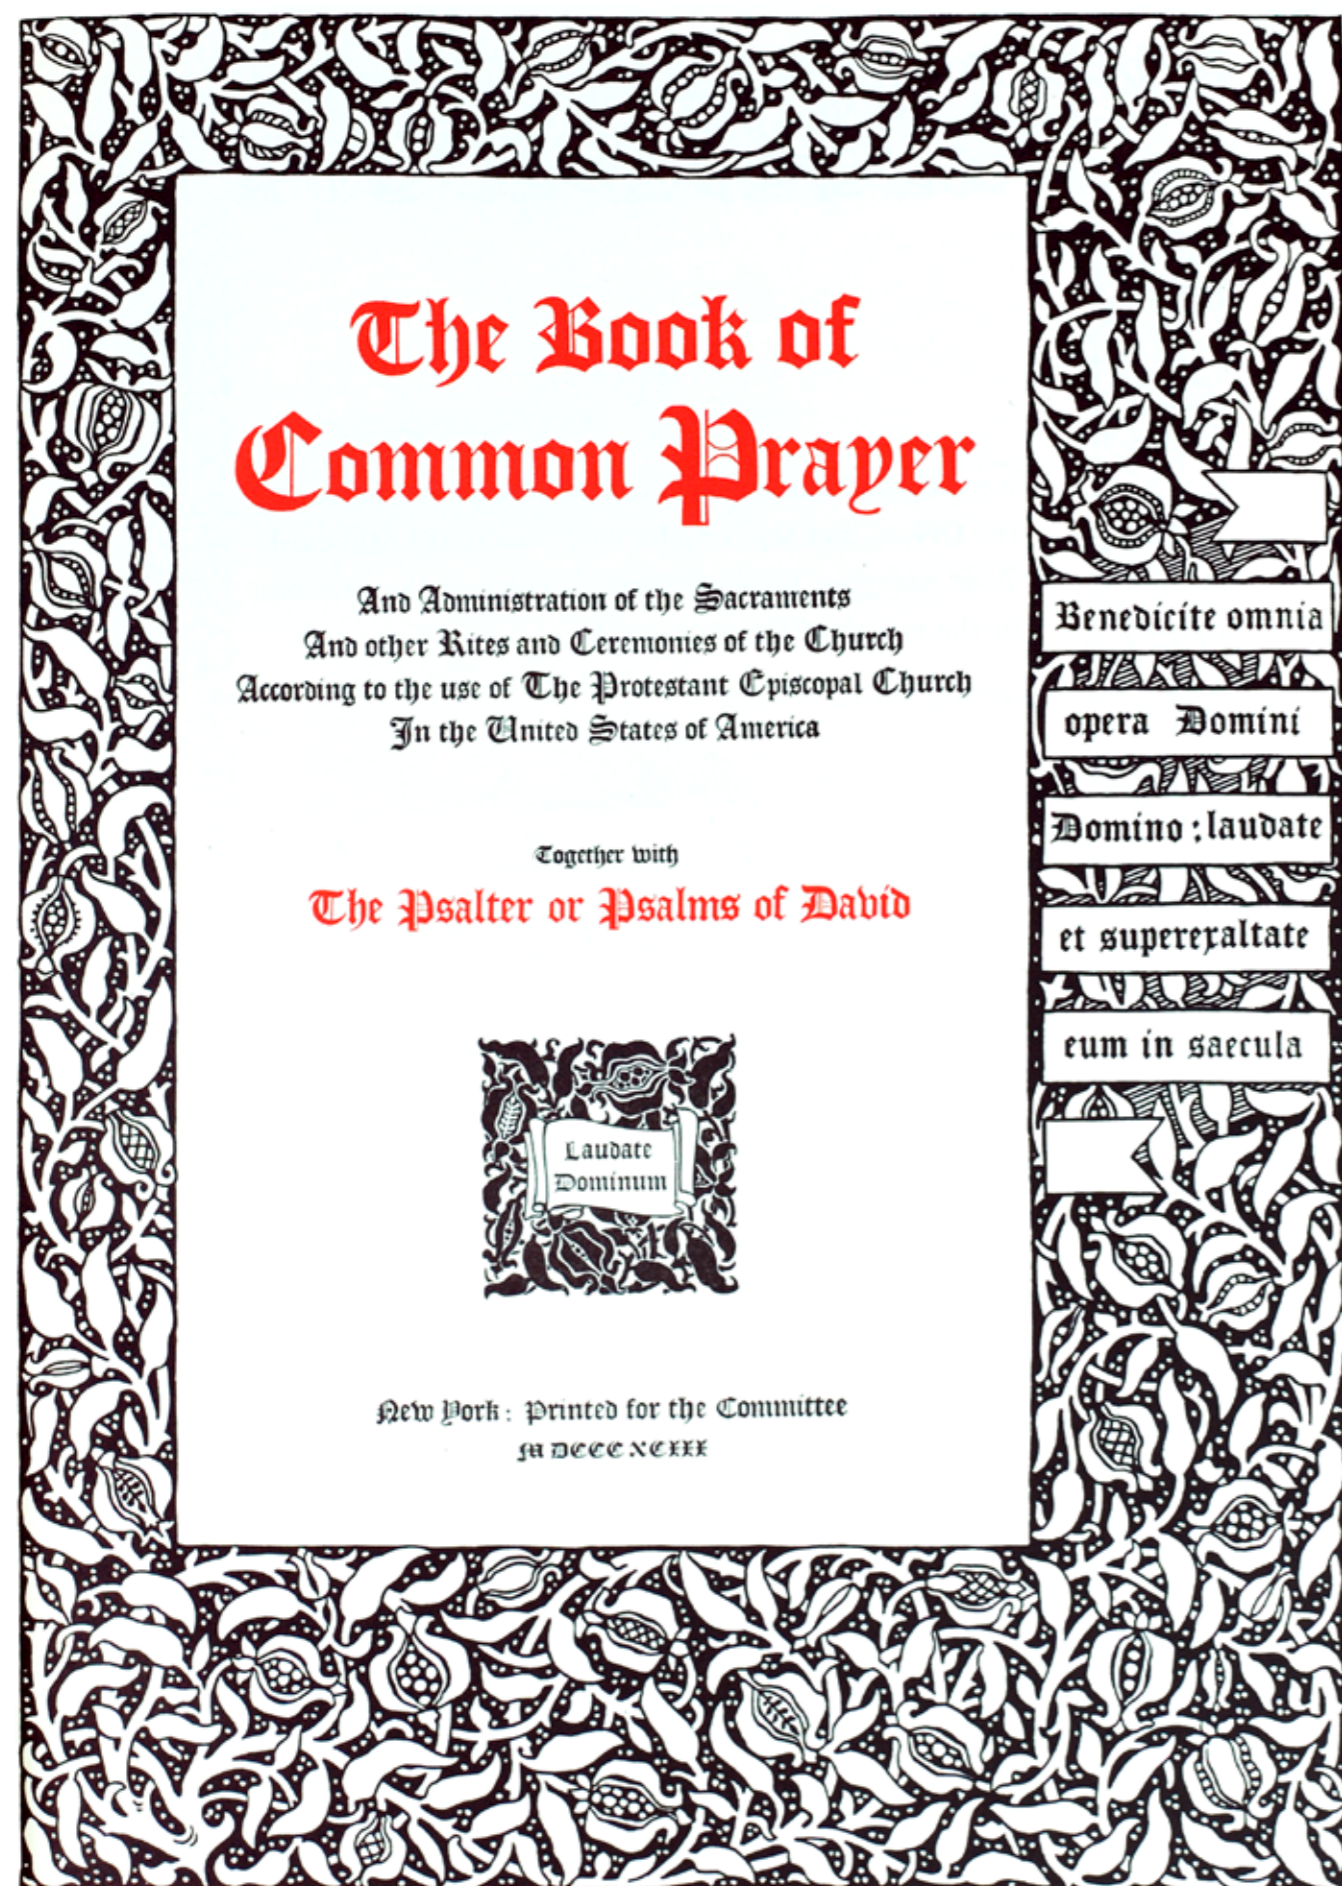 The Book of
Common Prayer
And Administration of the Sacraments
And other Rites and Ceremonies of the Church
According to the use of The Protestant Episcopal Church
In the United States of America
Together with
The Psalter or Psalms of David
Laudate
Dominum
New York: Printed for the Committee
M DCCC XCIII
Benedicite omnia
opera Domini
Domino; laudate
et superexaltate
eum in saecula